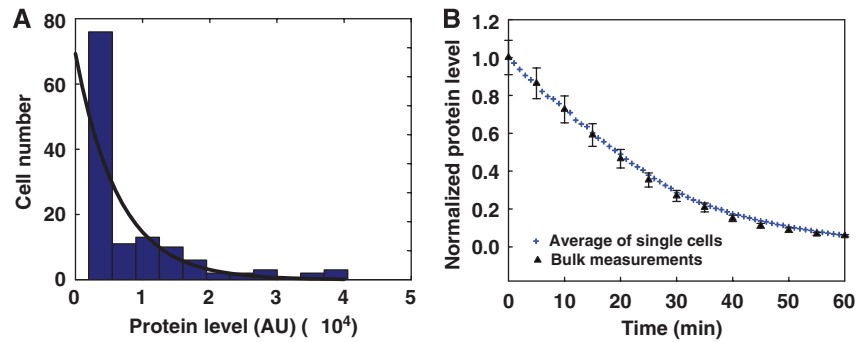 A
80
60
40
20
0
Cell number
0 1 2 3 4 5
Protein level (AU) ( 10⁴)
B
1.2
1.0
0.8
0.6
0.4
0.2
0.0
Normalized protein level
Average of single cells
Bulk measurements
0 10 20 30 40 50 60
Time (min)